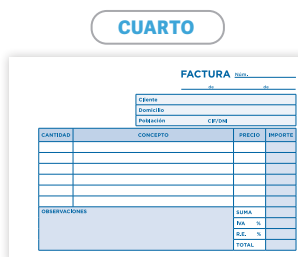 CUARTO
FACTURA Núm.
de de
Cliente
Domicilio
Población CIF/DNI
CANTIDAD CONCEPTO PRECIO IMPORTE
OBSERVACIONES
SUMA
IVA %
R.E. %
TOTAL